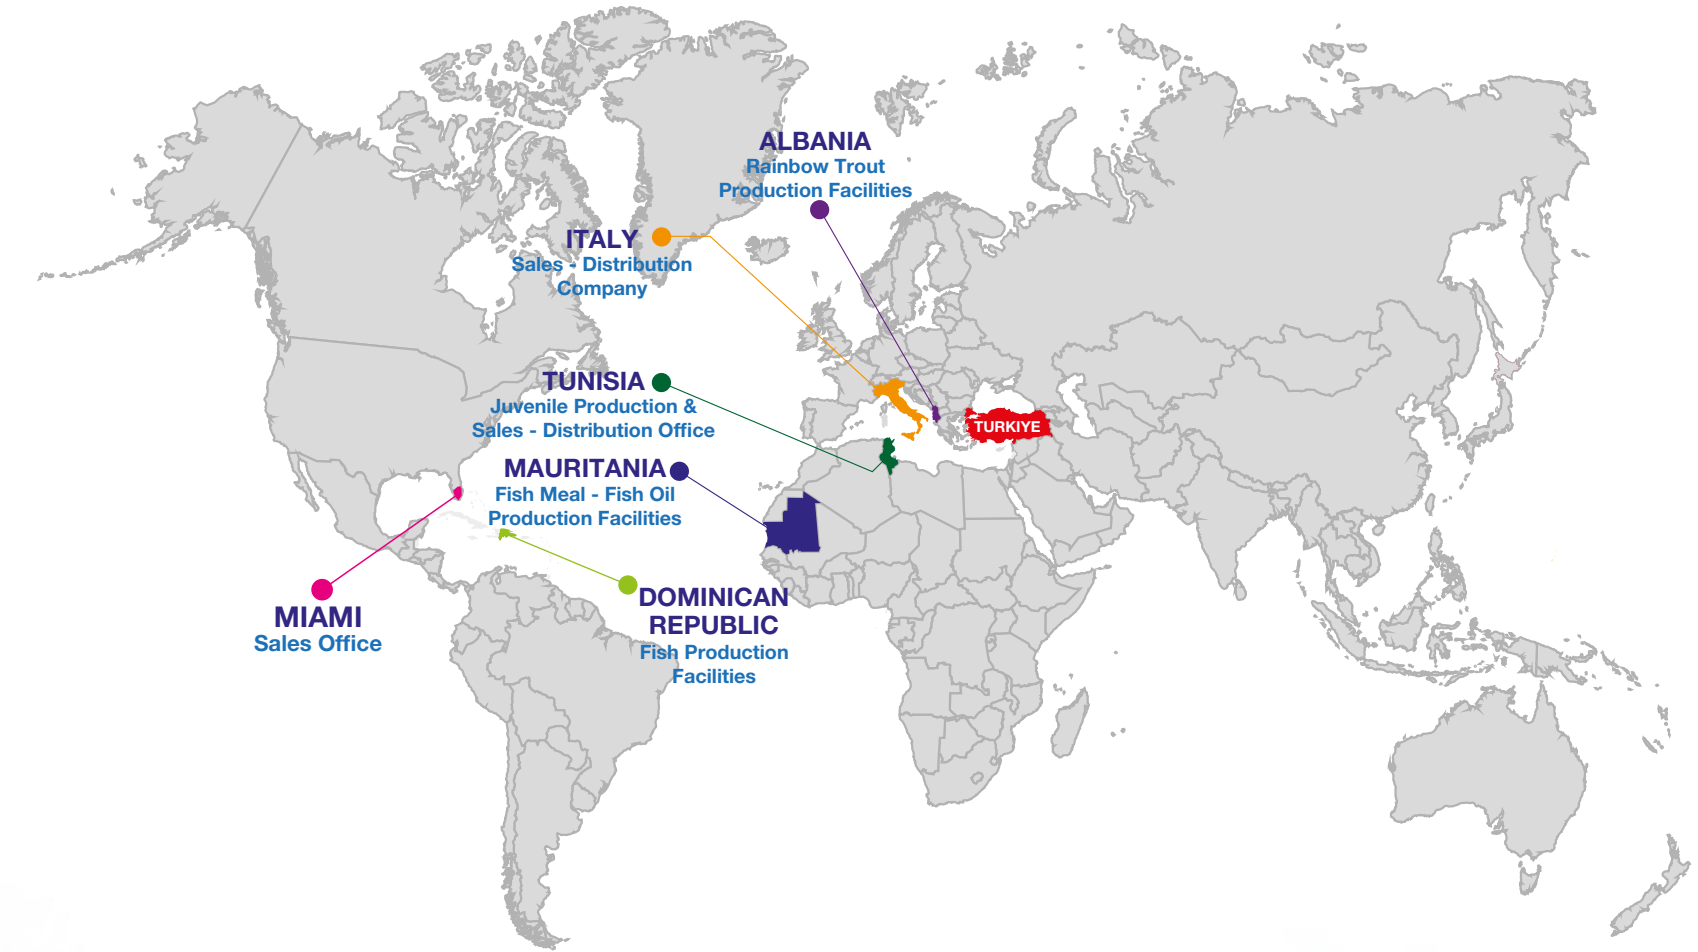 ALBANIA
Rainbow Trout
Production Facilities
ITALY
Sales - Distribution
Company
TUNISIA
Juvenile Production &
Sales - Distribution Office
TURKIYE
MAURITANIA
Fish Meal - Fish Oil
Production Facilities
MIAMI
Sales Office
DOMINICAN
REPUBLIC
Fish Production
Facilities